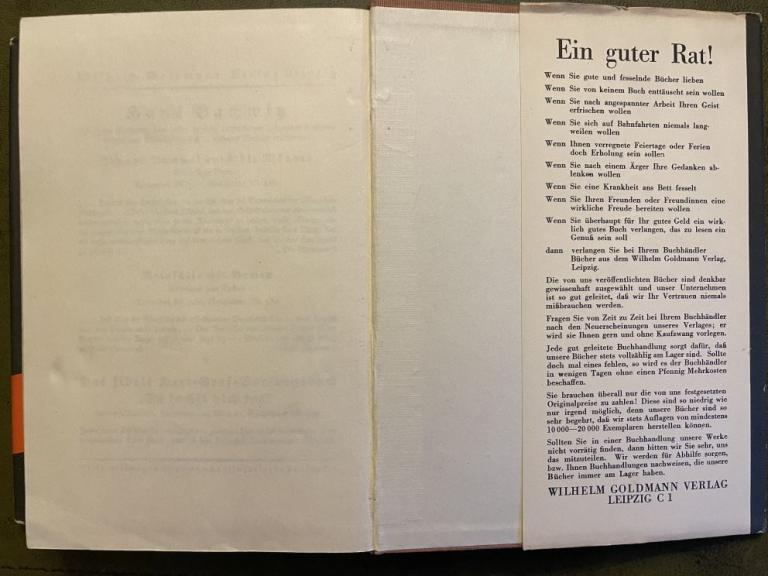 Ein guter Rat!
Wenn Sie gute und fesselnde Bücher lieben
Wenn Sie von keinem Buch enttäuscht sein wollen
Wenn Sie nach angespannter Arbeit Ihren Geist
erfrischen wollen
Wenn Sie sich auf Bahnfahrten niemals lang-
weilen wollen
Wenn Ihnen verregnete Feiertage oder Ferien
doch Erholung sein sollen
Wenn Sie nach einem Ärger Ihre Gedanken ab-
lenken wollen
Wenn Sie eine Krankheit ans Bett fesselt
Wenn Sie Ihren Freunden oder Freundinnen eine
wirkliche Freude bereiten wollen
Wenn Sie überhaupt für Ihr gutes Geld ein wirk-
lich gutes Buch verlangen, das zu lesen ein
Genuß sein soll
dann verlangen Sie bei Ihrem Buchhändler
Bücher aus dem Wilhelm Goldmann Verlag,
Leipzig.
Die von uns veröffentlichten Bücher sind denkbar
gewissenhaft ausgewählt und unser Unternehmen
ist so gut geleitet, daß wir Ihr Vertrauen niemals
mißbrauchen werden.
Fragen Sie von Zeit zu Zeit bei Ihrem Buchhändler
nach den Neuerscheinungen unseres Verlages; er
wird sie Ihnen gern und ohne Kaufzwang vorlegen.
Jede gut geleitete Buchhandlung sorgt dafür, daß
unsere Bücher stets vollzählig am Lager sind. Sollte
doch mal eines fehlen, so wird es der Buchhändler
in wenigen Tagen ohne einen Pfennig Mehrkosten
beschaffen.
Sie brauchen überall nur die von uns festgesetzten
Originalpreise zu zahlen! Diese sind so niedrig wie
nur irgend möglich, denn unsere Bücher sind so
sehr begehrt, daß wir stets Auflagen von mindestens
10000—20000 Exemplaren herstellen können.
Sollten Sie in einer Buchhandlung unsere Werke
nicht vorrätig finden, dann bitten wir Sie sehr, uns
das mitzuteilen. Wir werden für Abhilfe sorgen,
bzw. Ihnen Buchhandlungen nachweisen, die unsere
Bücher immer am Lager haben.
WILHELM GOLDMANN VERLAG
LEIPZIG C 1